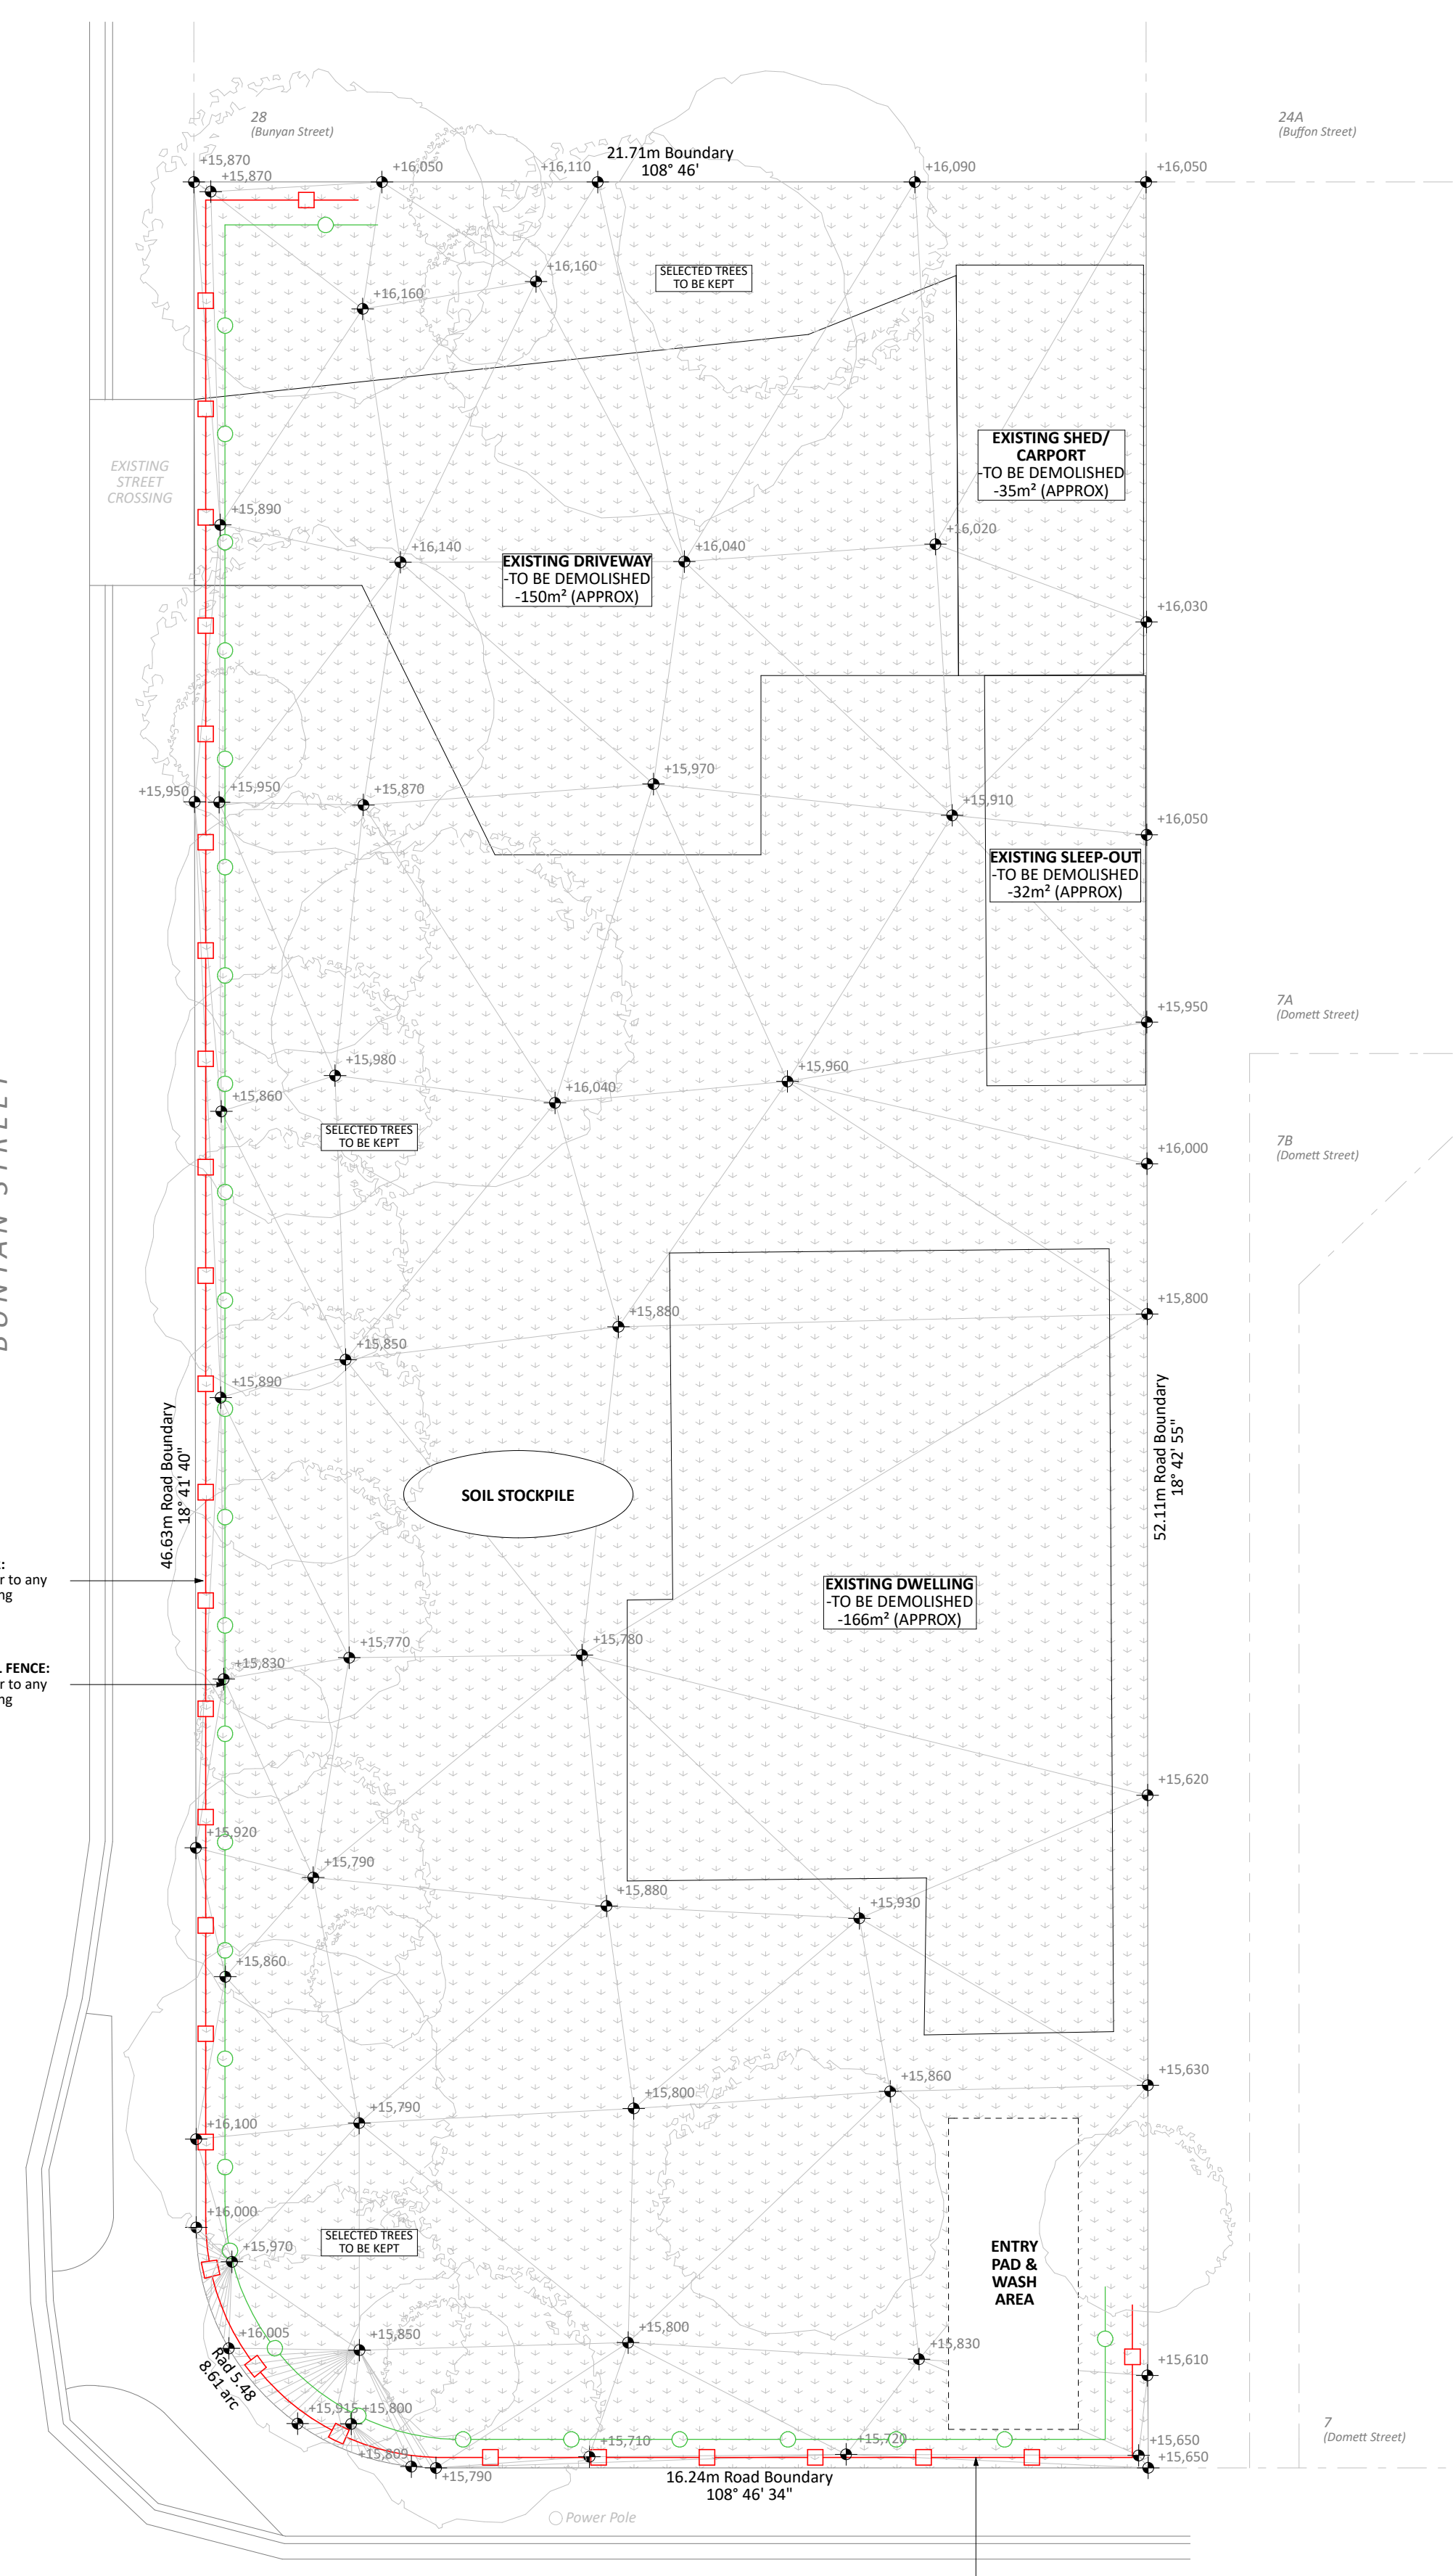 28
(Bunyan Street)
24A
(Buffon Street)
21.71m Boundary
108° 46'
+15,870
+15,870
+16,050
+16,110
+16,090
+16,050
+16,160
+16,160
SELECTED TREES
TO BE KEPT
EXISTING
STREET
CROSSING
EXISTING SHED/
CARPORT
-TO BE DEMOLISHED
-35m² (APPROX)
+15,890
+16,140
EXISTING DRIVEWAY
-TO BE DEMOLISHED
-150m² (APPROX)
+16,040
+16,020
+16,030
+15,950
+15,950
+15,870
+15,970
+15,910
+16,050
EXISTING SLEEP-OUT
-TO BE DEMOLISHED
-32m² (APPROX)
7A
(Domett Street)
+15,950
+15,980
+15,960
+16,040
+15,860
SELECTED TREES
TO BE KEPT
7B
(Domett Street)
+16,000
BUNYAN STREET
+15,800
+15,880
+15,850
+15,890
46.63m Road Boundary
18° 41' 40"
52.11m Road Boundary
18° 42' 55"
SOIL STOCKPILE
r to any
ng
EXISTING DWELLING
-TO BE DEMOLISHED
-166m² (APPROX)
+15,770
+15,780
+15,830
L FENCE:
r to any
ng
+15,620
+15,920
+15,790
+15,880
+15,930
+15,860
+15,630
+15,860
+15,800
+15,790
+16,100
+16,000
+15,970
SELECTED TREES
TO BE KEPT
ENTRY
PAD &
WASH
AREA
+16,005
+15,850
+15,800
+15,830
+15,610
Rad 5.48
8.61 arc
+15,915
+15,800
+15,809
+15,790
+15,710
+15,720
+15,650
+15,650
7
(Domett Street)
16.24m Road Boundary
108° 46' 34"
Power Pole